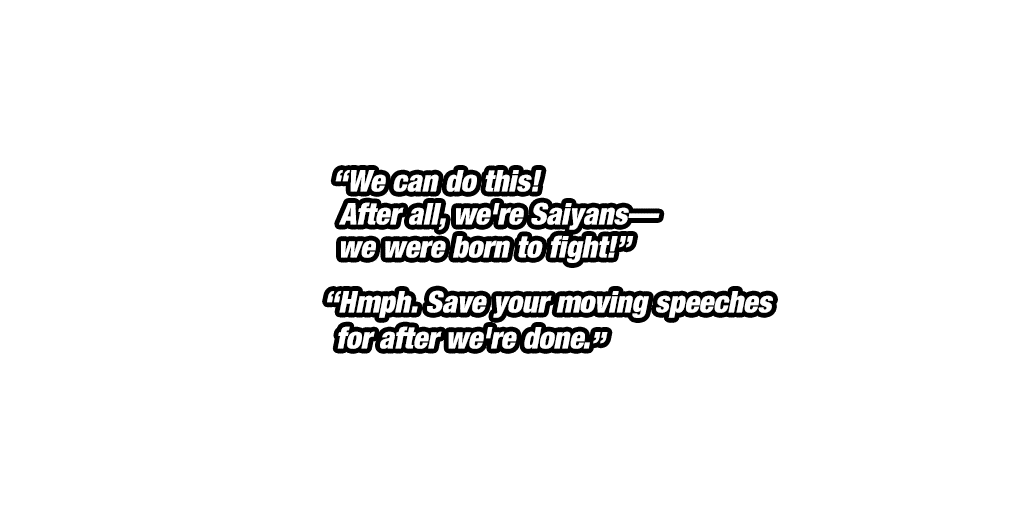 “We can do this!
After all, we're Saiyans—
we were born to fight!”
“Hmph. Save your moving speeches
for after we're done.”